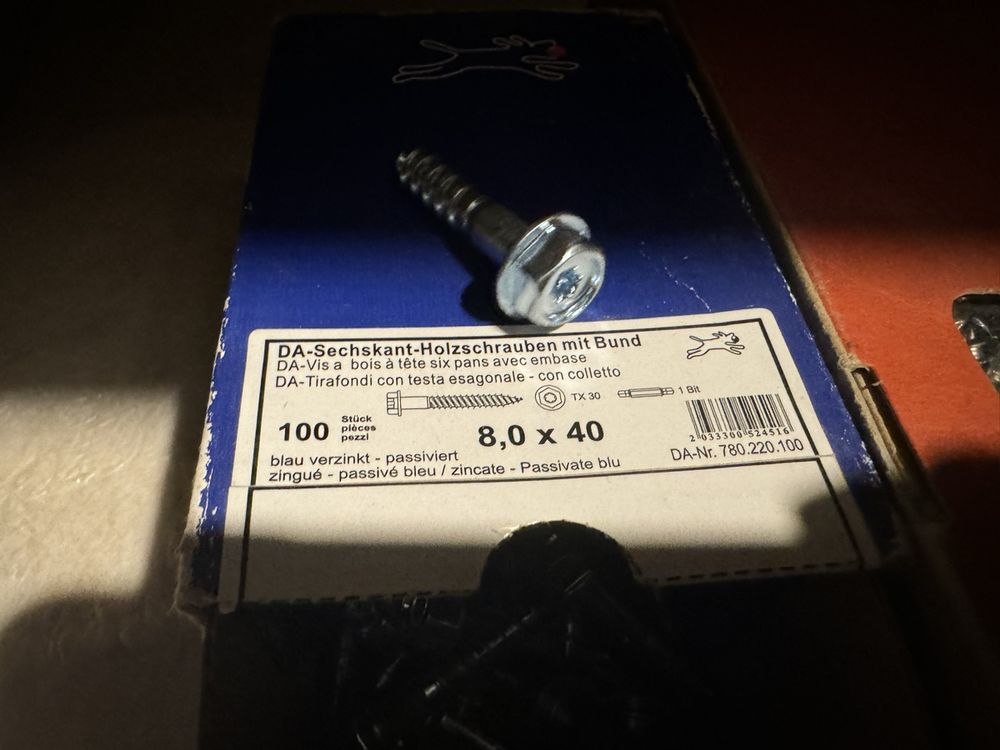 DA-Sechskant-Holzschrauben mit Bund
DA-Vis a bois à tête six pans avec embase
DA-Tirafondi con testa esagonale - con colletto
TX 30
1 Bit
100 Stück
pièces
pezzi
8,0 x 40
2 033300 524516
blau verzinkt - passiviert
DA-Nr. 780.220.100
zingué - passivé bleu / zincate - Passivate blu